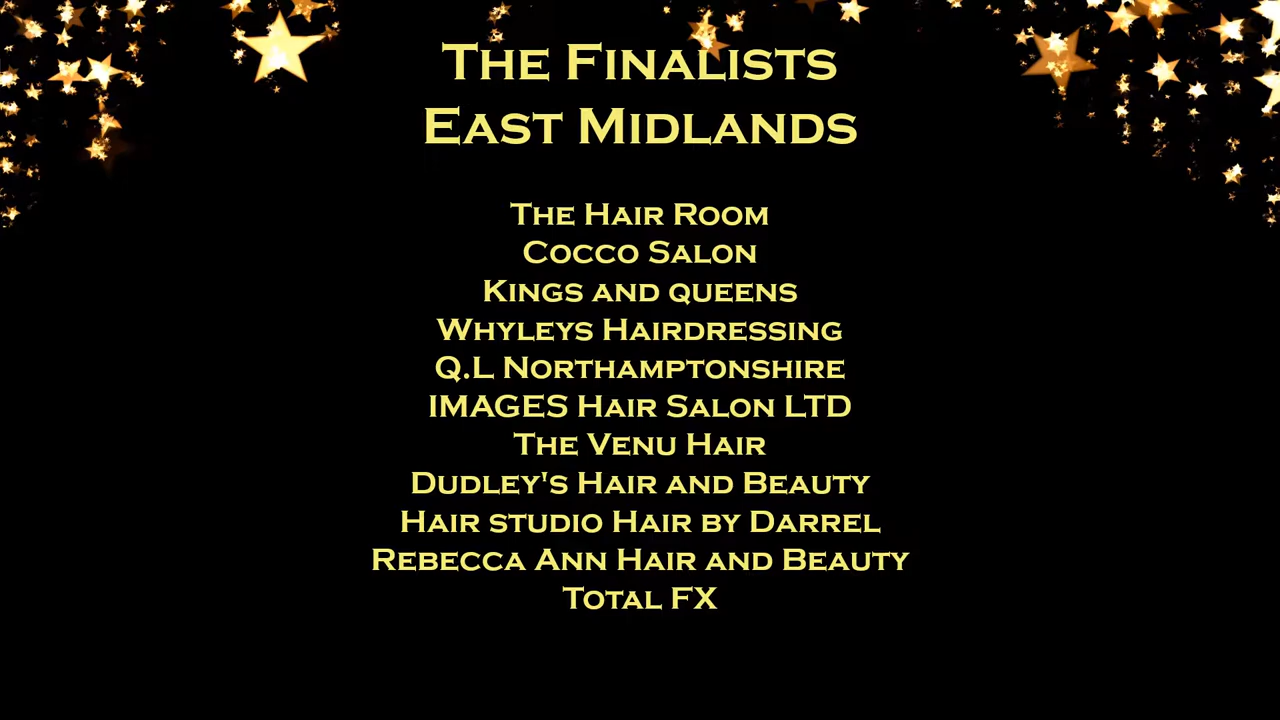 The Finalists
East Midlands
The Hair Room
Cocco Salon
Kings and queens
Whyleys Hairdressing
Q.L Northamptonshire
IMAGES Hair Salon LTD
The Venu Hair
Dudley's Hair and Beauty
Hair studio Hair by Darrel
Rebecca Ann Hair and Beauty
Total FX